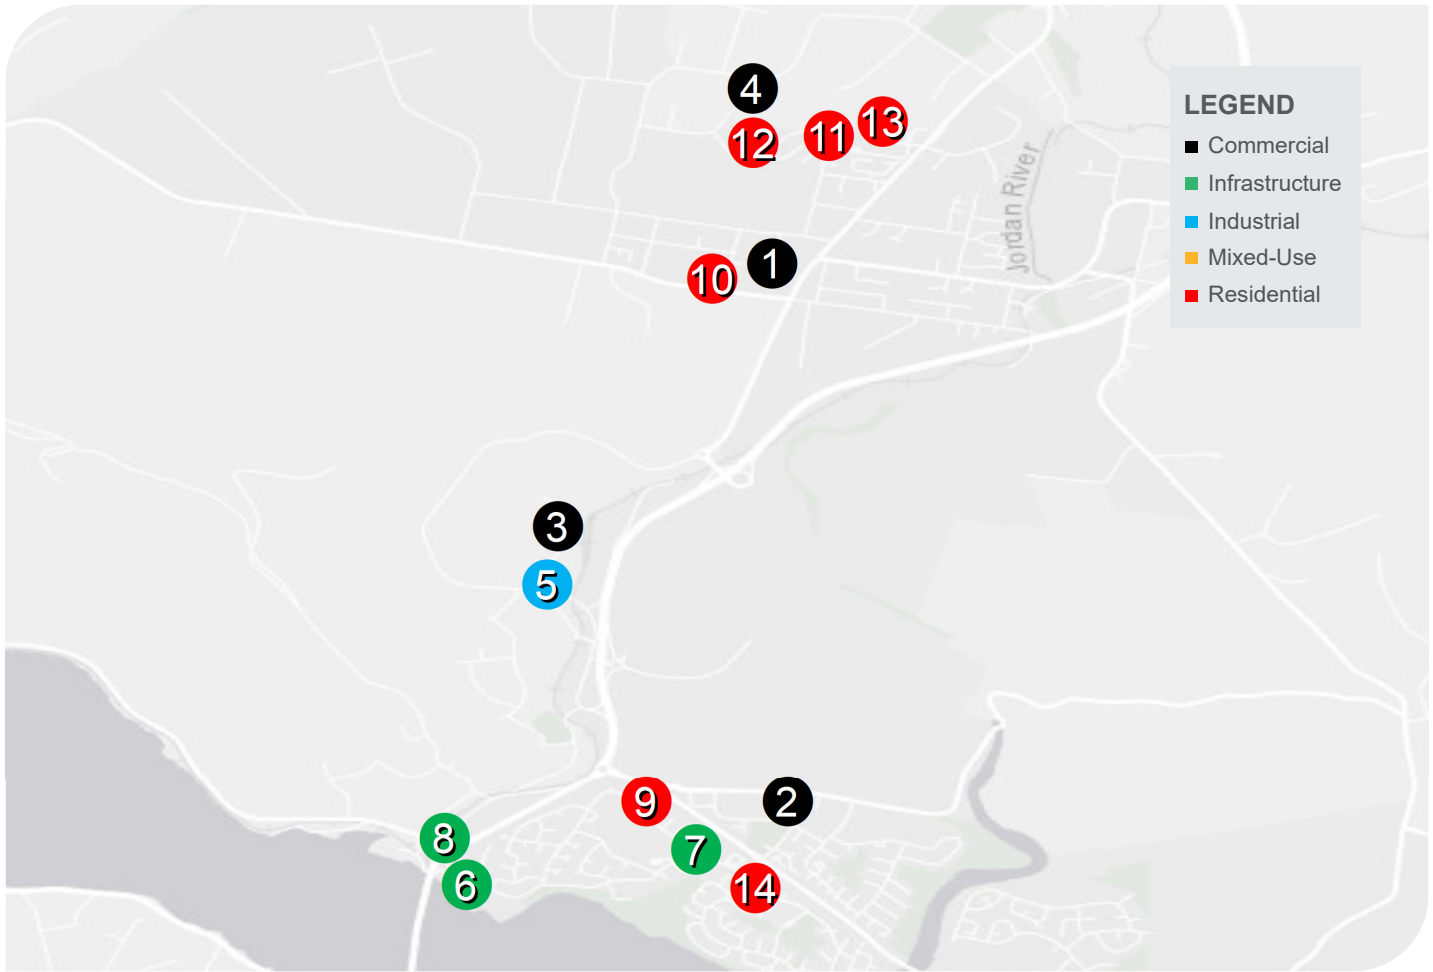 4
12
11
13
LEGEND
Commercial
Infrastructure
Industrial
Mixed-Use
Residential
Jordan River
10
1
3
5
9
2
8
7
6
14